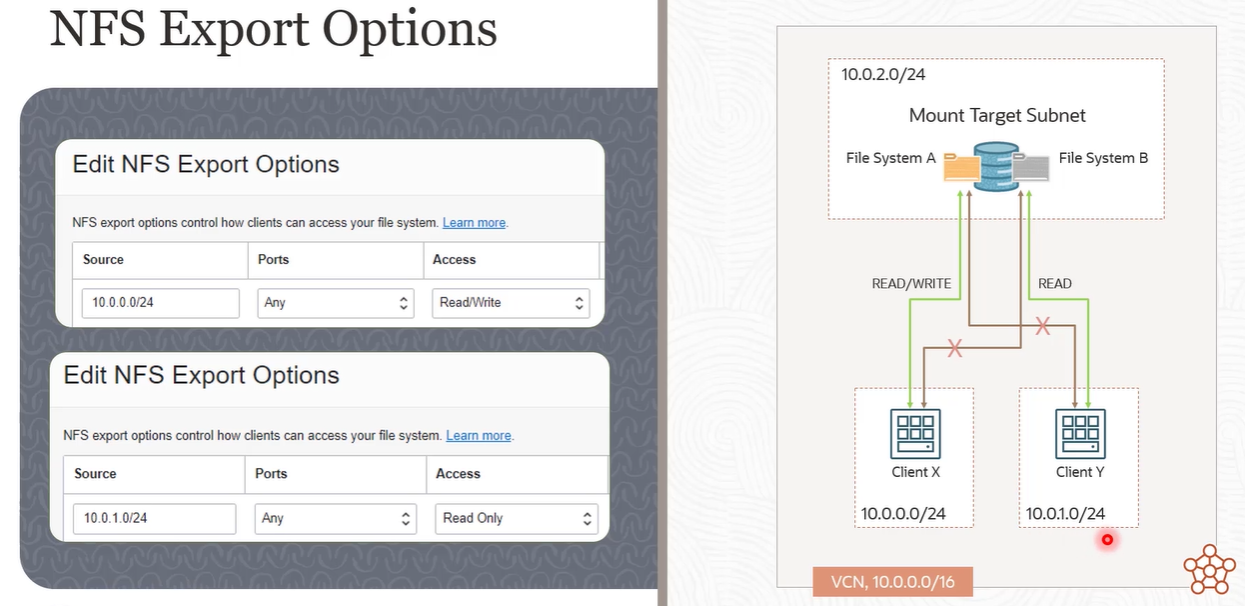 NFS Export Options
Edit NFS Export Options
NFS export options control how clients can access your file system. Learn more.
Source Ports Access
10.0.0.0/24 Any Read/Write
Edit NFS Export Options
NFS export options control how clients can access your file system. Learn more.
Source Ports Access
10.0.1.0/24 Any Read Only
10.0.2.0/24
Mount Target Subnet
File System A File System B
READ/WRITE READ
Client X Client Y
10.0.0.0/24 10.0.1.0/24
VCN, 10.0.0.0/16